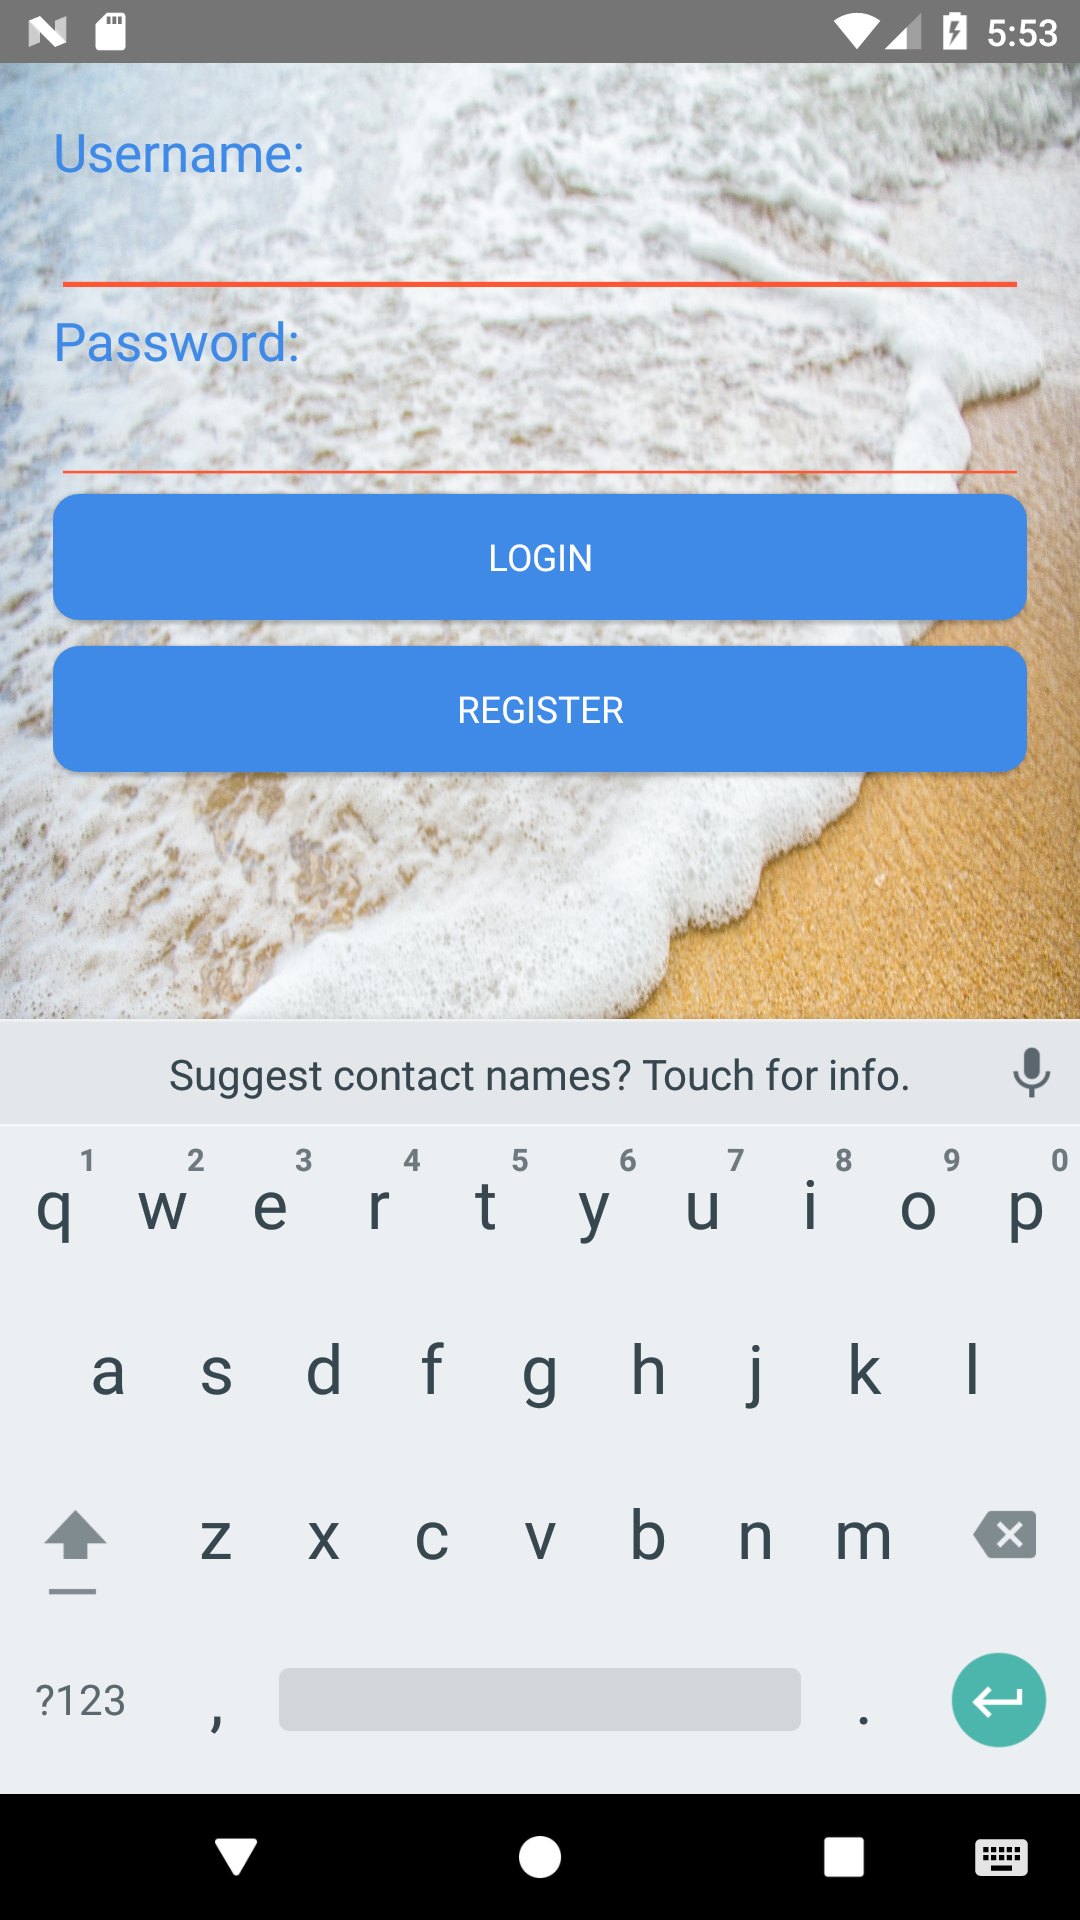 5:53
Username:
Password:
LOGIN
REGISTER
Suggest contact names? Touch for info.
1 2 3 4 5 6 7 8 9 0
q w e r t y u i o p
a s d f g h j k l
z x c v b n m
?123 , .